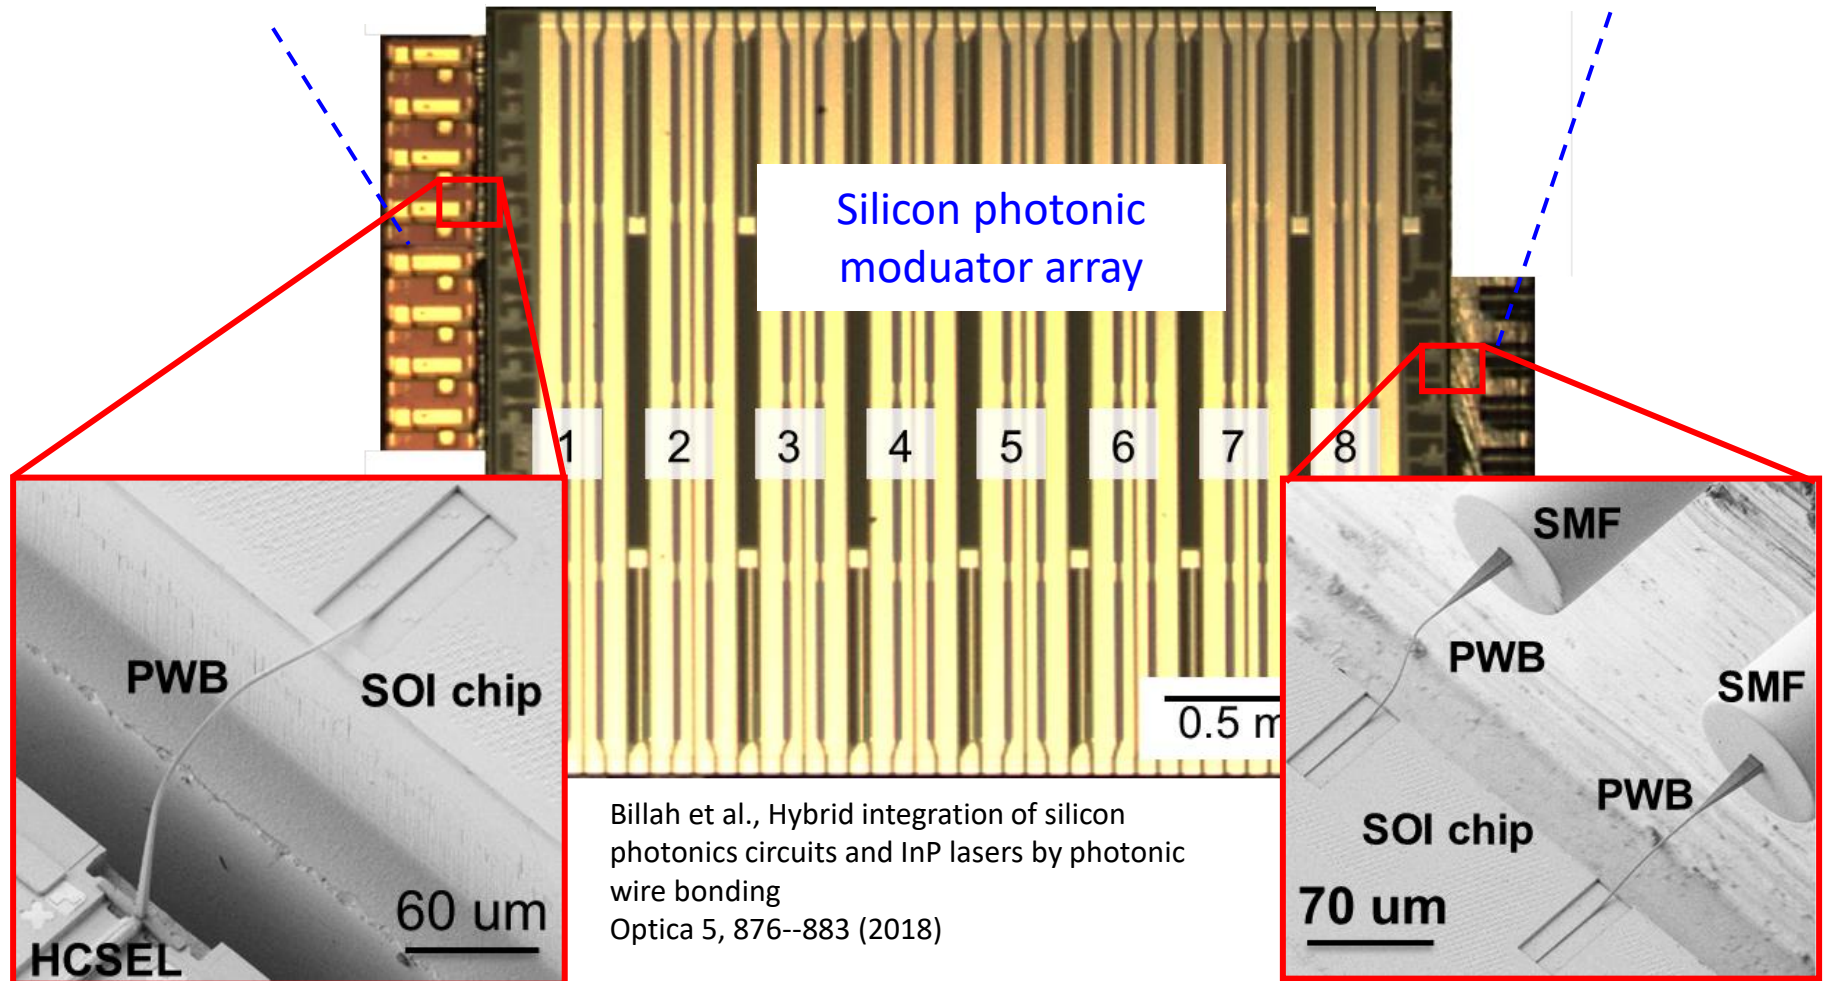 Silicon photonic
moduator array
1 2 3 4 5 6 7 8
0.5 m
PWB
SOI chip
60 um
HCSEL
SMF
PWB
SMF
PWB
SOI chip
70 um
Billah et al., Hybrid integration of silicon
photonics circuits and InP lasers by photonic
wire bonding
Optica 5, 876--883 (2018)